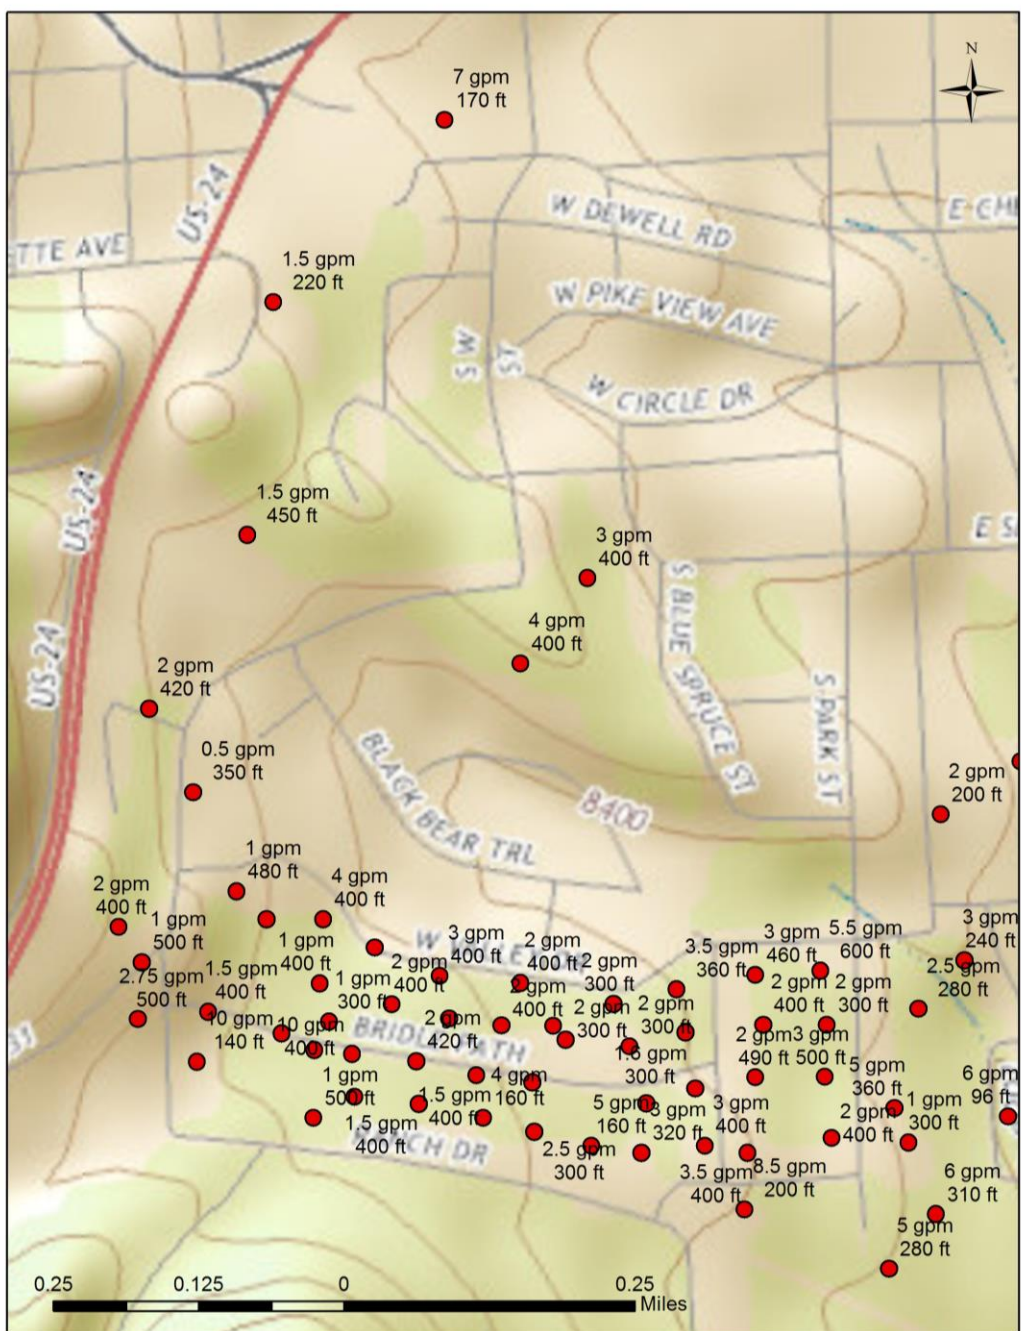 N
7 gpm
170 ft
US-24
W DEWELL RD
E CH
TTE AVE
1.5 gpm
220 ft
W PIKE VIEW AVE
S W
ST
W CIRCLE DR
US-24
1.5 gpm
450 ft
3 gpm
400 ft
E S
4 gpm
400 ft
S BLUE SPRUCE ST
US-24
2 gpm
420 ft
S PARK ST
0.5 gpm
350 ft
BLACK BEAR TRL
8400
2 gpm
200 ft
1 gpm
480 ft
4 gpm
400 ft
2 gpm
400 ft
1 gpm
500 ft
2.75 gpm
500 ft
1.5 gpm
400 ft
1 gpm
400 ft
1 gpm
300 ft
2 gpm
400 ft
3 gpm
400 ft
2 gpm
400 ft
2 gpm
300 ft
3.5 gpm
360 ft
3 gpm
460 ft
5.5 gpm
600 ft
3 gpm
240 ft
2.5 gpm
280 ft
2 gpm
400 ft
2 gpm
300 ft
31
10 gpm
140 ft
10 gpm
400 ft
BRIDLE PATH
2 gpm
420 ft
2 gpm
400 ft
2 gpm
300 ft
2 gpm
300 ft
2 gpm
490 ft
3 gpm
500 ft
1.6 gpm
300 ft
5 gpm
360 ft
6 gpm
96 ft
1 gpm
500 ft
4 gpm
160 ft
1.5 gpm
400 ft
5 gpm
160 ft
3 gpm
320 ft
3 gpm
400 ft
2 gpm
400 ft
1 gpm
300 ft
1.5 gpm
400 ft
DR
2.5 gpm
300 ft
3.5 gpm
400 ft
8.5 gpm
200 ft
6 gpm
310 ft
5 gpm
280 ft
0.25 0.125 0 0.25
Miles